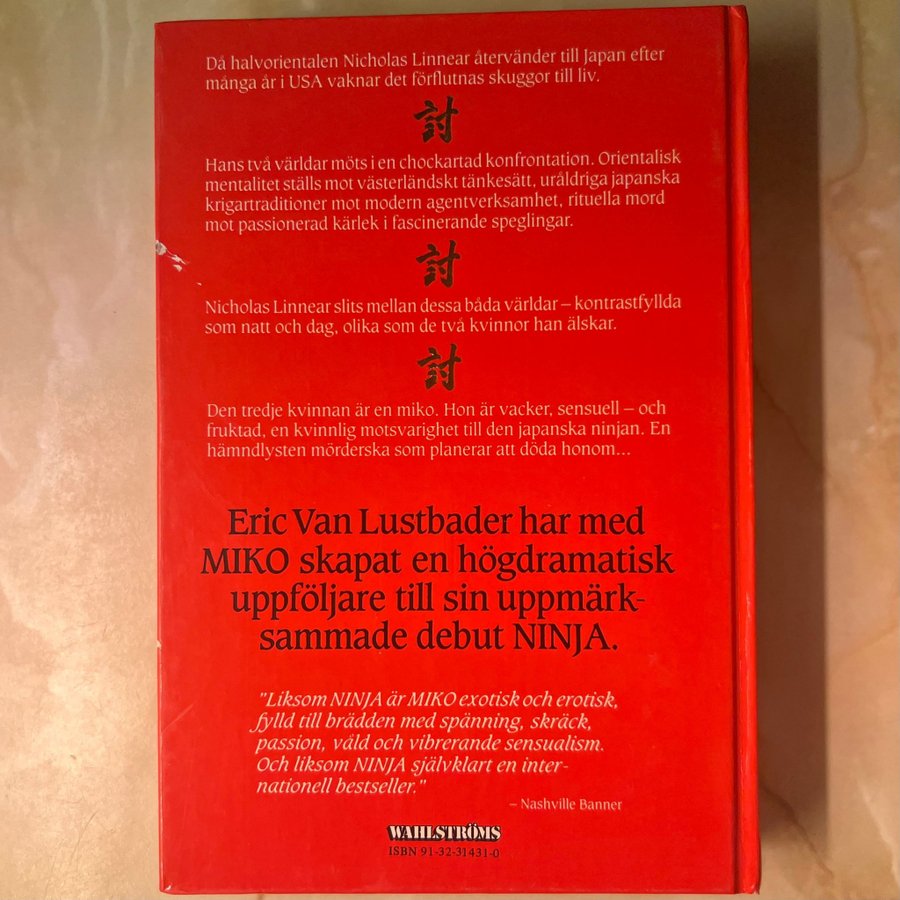 Då halvorientalen Nicholas Linnear återvänder till Japan efter
många år i USA vaknar det förflutnas skuggor till liv.
討
Hans två världar möts i en chockartad konfrontation. Orientalisk
mentalitet ställs mot västerländskt tänkesätt, uråldriga japanska
krigartraditioner mot modern agentverksamhet, rituella mord
mot passionerad kärlek i fascinerande speglingar.
討
Nicholas Linnear slits mellan dessa båda världar – kontrastfyllda
som natt och dag, olika som de två kvinnor han älskar.
討
Den tredje kvinnan är en miko. Hon är vacker, sensuell – och
fruktad, en kvinnlig motsvarighet till den japanska ninjan. En
hämndlysten mörderska som planerar att döda honom...
Eric Van Lustbader har med
MIKO skapat en högdramatisk
uppföljare till sin uppmärk-
sammade debut NINJA.
"Liksom NINJA är MIKO exotisk och erotisk,
fylld till brädden med spänning, skräck,
passion, våld och vibrerande sensualism.
Och liksom NINJA självklart en inter-
nationell bestseller."
– Nashville Banner
WAHLSTRÖMS
ISBN 91-32-31431-0